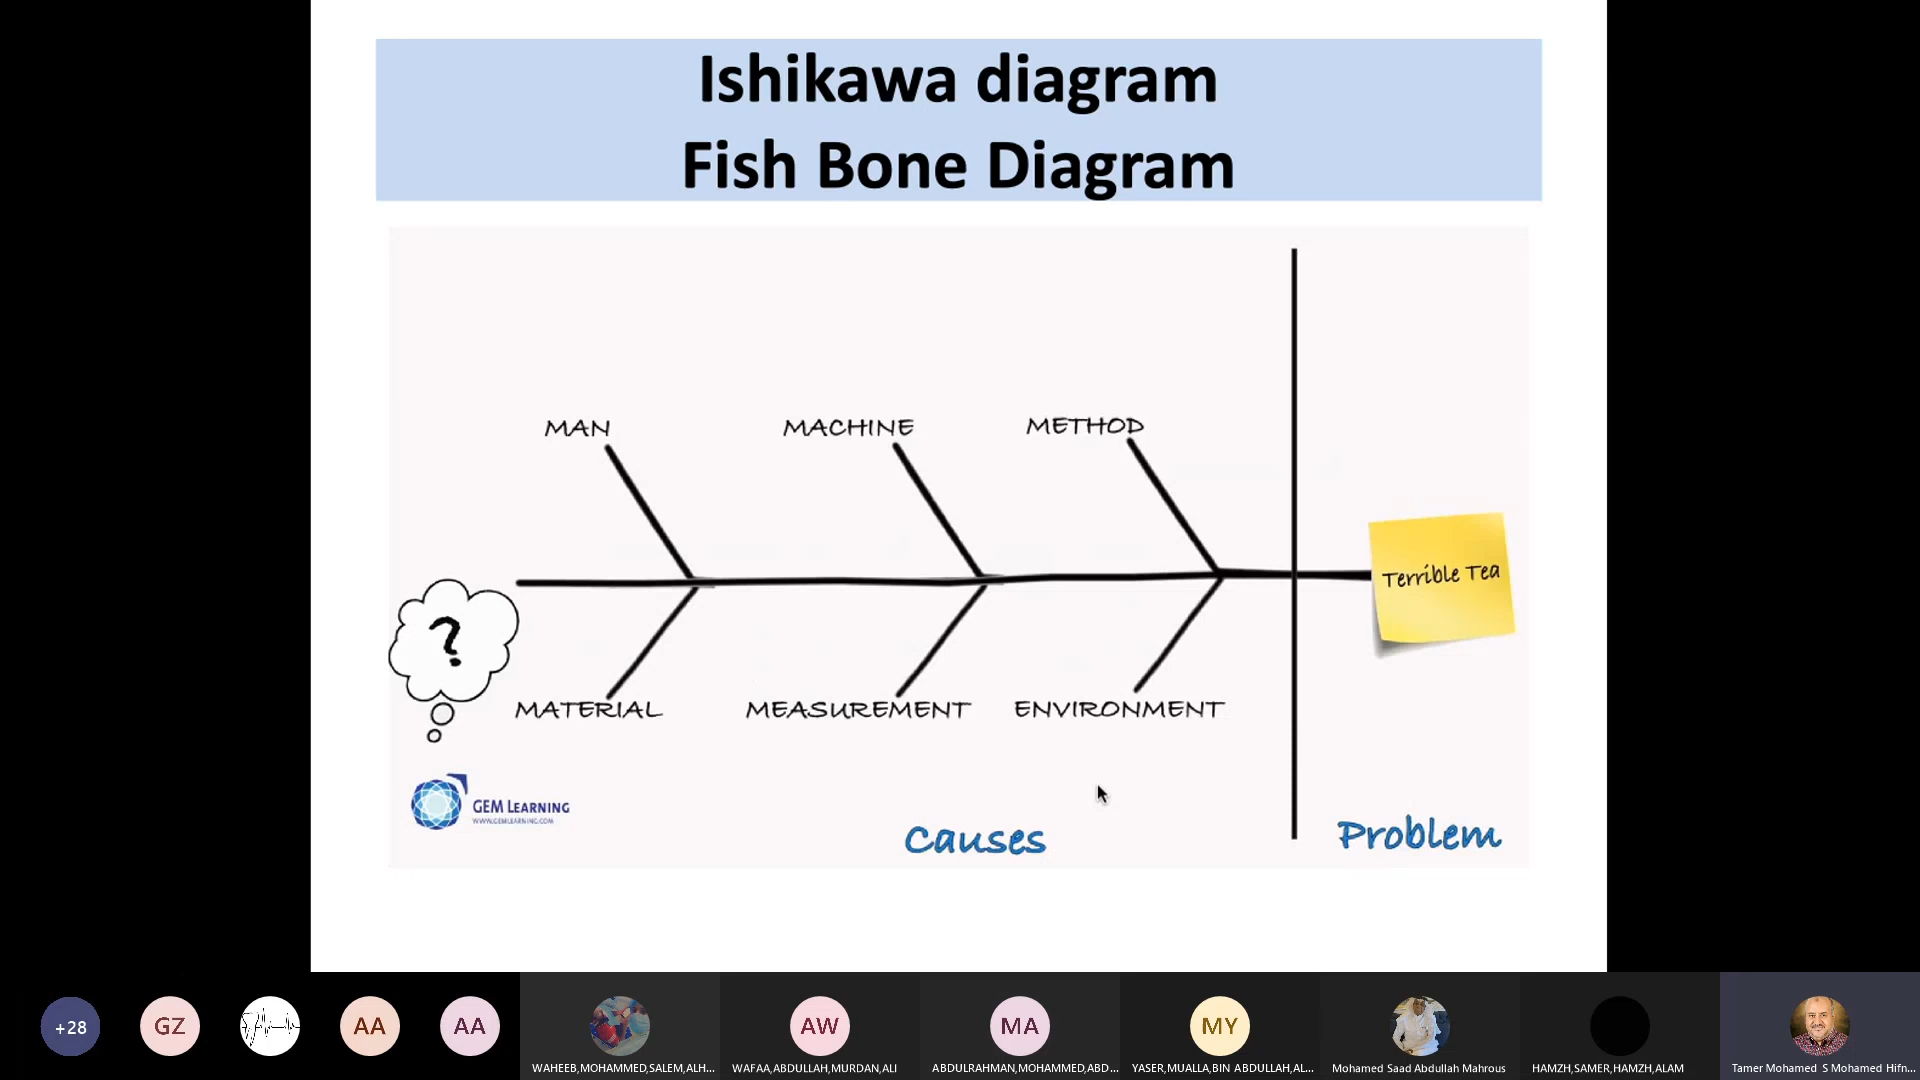 Ishikawa diagram
Fish Bone Diagram
MAN
MACHINE
METHOD
Terrible Tea
?
MATERIAL
MEASUREMENT
ENVIRONMENT
GEM LEARNING
WWW.GEMLEARNING.COM
Causes
Problem
+28
GZ
AA
AA
AW
MA
MY
WAHEEB,MOHAMMED,SALEM,ALH...
WAFAA,ABDULLAH,MURDAN,ALI
ABDULRAHMAN,MOHAMMED,ABD...
YASER,MUALLA,BIN ABDULLAH,AL...
Mohamed Saad Abdullah Mahrous
HAMZH,SAMER,HAMZH,ALAM
Tamer Mohamed S Mohamed Hifn...